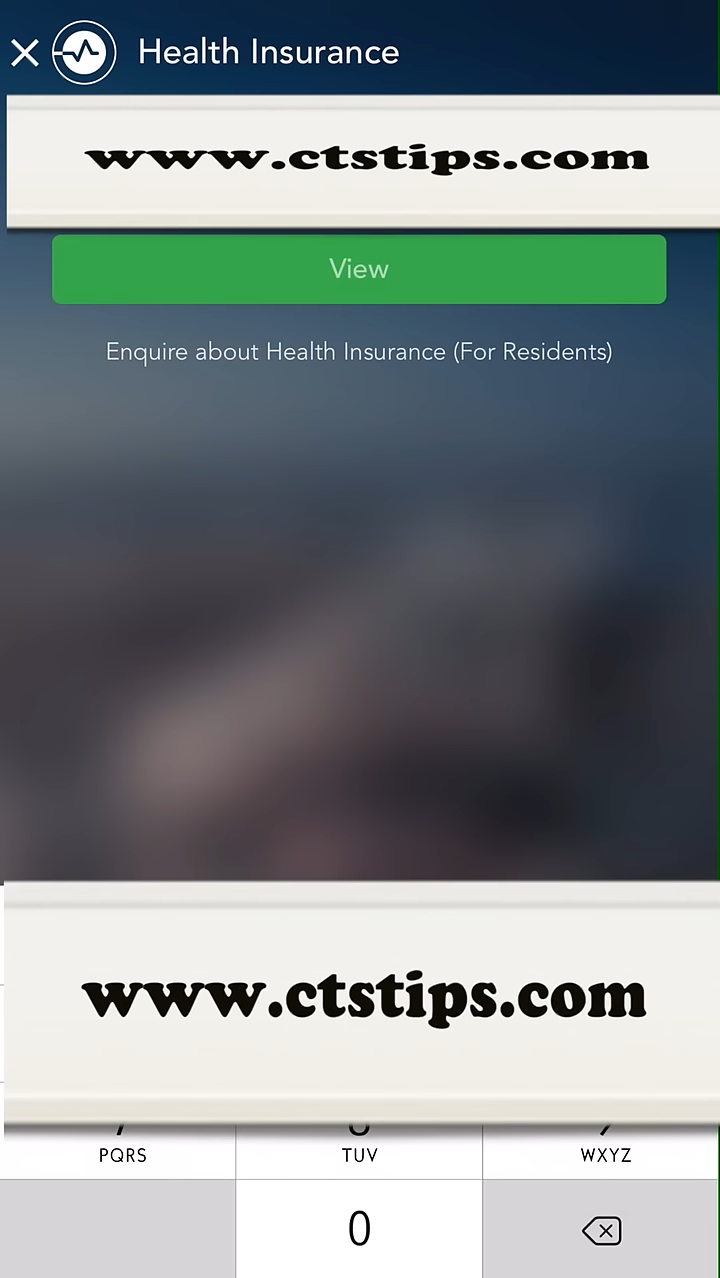 Health Insurance
www.ctstips.com
View
Enquire about Health Insurance (For Residents)
www.ctstips.com
PQRS TUV WXYZ
0